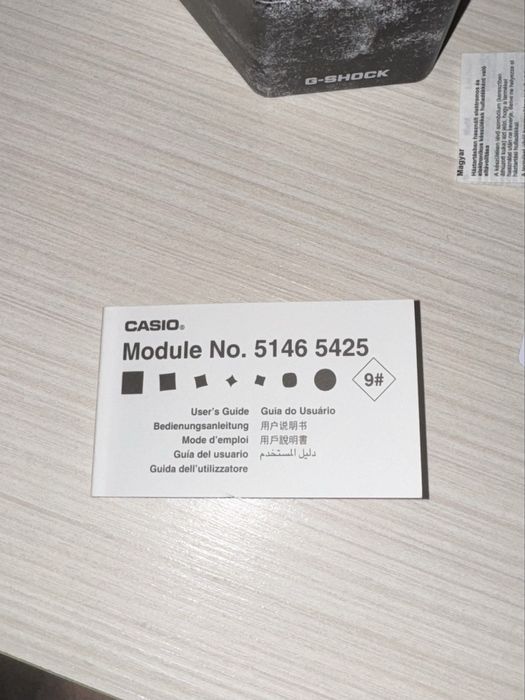 G-SHOCK
Magyar
CASIO®
Module No. 5146 5425
9#
User's Guide
Bedienungsanleitung
Mode d'emploi
Guía del usuario
Guida dell'utilizzatore
Guia do Usuário
用户说明书
用戶說明書
دليل المستخدم